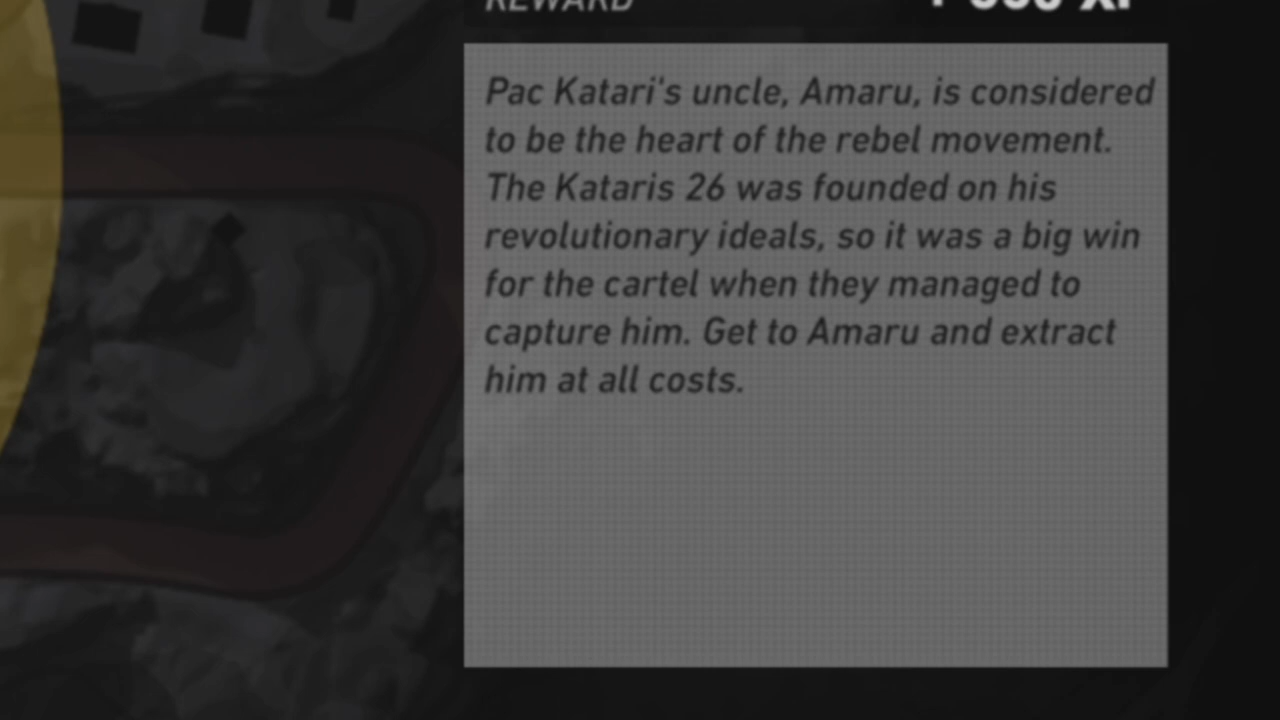 REWARD
Pac Katari's uncle, Amaru, is considered
to be the heart of the rebel movement.
The Kataris 26 was founded on his
revolutionary ideals, so it was a big win
for the cartel when they managed to
capture him. Get to Amaru and extract
him at all costs.